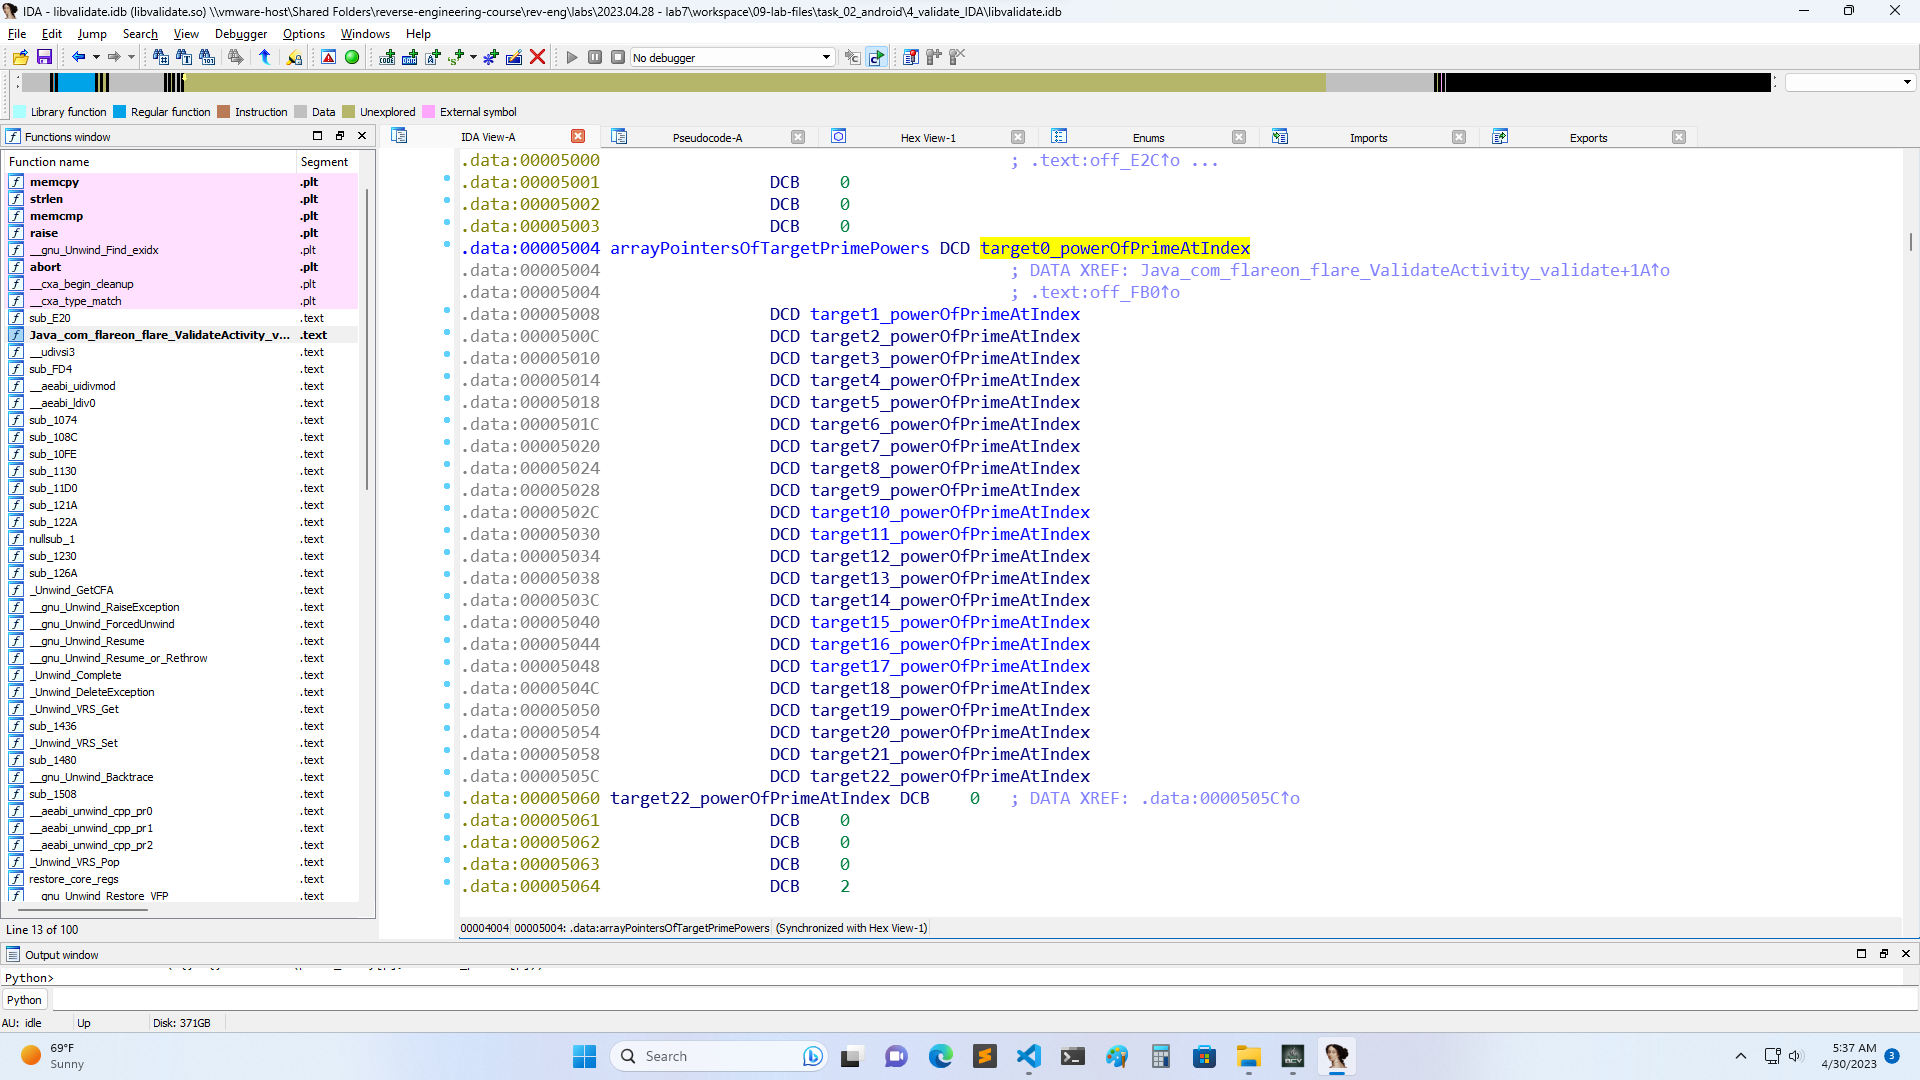 IDA - libvalidate.idb (libvalidate.so) \\vmware-host\Shared Folders\reverse-engineering-course\rev-eng\labs\2023.04.28 - lab7\workspace\09-lab-files\task_02_android\4_validate_IDA\libvalidate.idb
File Edit Jump Search View Debugger Options Windows Help
No debugger
Library function Regular function Instruction Data Unexplored External symbol
Functions window
Function name Segment
memcpy .plt
strlen .plt
memcmp .plt
raise .plt
__gnu_Unwind_Find_exidx .plt
abort .plt
__cxa_begin_cleanup .plt
__cxa_type_match .plt
sub_E20 .text
Java_com_flareon_flare_ValidateActivity_v... .text
__udivsi3 .text
sub_FD4 .text
__aeabi_uidivmod .text
__aeabi_ldiv0 .text
sub_1074 .text
sub_108C .text
sub_10FE .text
sub_1130 .text
sub_11D0 .text
sub_121A .text
sub_122A .text
nullsub_1 .text
sub_1230 .text
sub_126A .text
_Unwind_GetCFA .text
__gnu_Unwind_RaiseException .text
__gnu_Unwind_ForcedUnwind .text
__gnu_Unwind_Resume .text
__gnu_Unwind_Resume_or_Rethrow .text
_Unwind_Complete .text
_Unwind_DeleteException .text
_Unwind_VRS_Get .text
sub_1436 .text
_Unwind_VRS_Set .text
sub_1480 .text
__gnu_Unwind_Backtrace .text
sub_1508 .text
__aeabi_unwind_cpp_pr0 .text
__aeabi_unwind_cpp_pr1 .text
__aeabi_unwind_cpp_pr2 .text
_Unwind_VRS_Pop .text
restore_core_regs .text
gnu_Unwind_Restore_VFP .text
Line 13 of 100
IDA View-A Pseudocode-A Hex View-1 Enums Imports Exports
.data:00005000 ; .text:off_E2C↑o ...
.data:00005001 DCB 0
.data:00005002 DCB 0
.data:00005003 DCB 0
.data:00005004 arrayPointersOfTargetPrimePowers DCD target0_powerOfPrimeAtIndex
.data:00005004 ; DATA XREF: Java_com_flareon_flare_ValidateActivity_validate+1A↑o
.data:00005004 ; .text:off_FB0↑o
.data:00005008 DCD target1_powerOfPrimeAtIndex
.data:0000500C DCD target2_powerOfPrimeAtIndex
.data:00005010 DCD target3_powerOfPrimeAtIndex
.data:00005014 DCD target4_powerOfPrimeAtIndex
.data:00005018 DCD target5_powerOfPrimeAtIndex
.data:0000501C DCD target6_powerOfPrimeAtIndex
.data:00005020 DCD target7_powerOfPrimeAtIndex
.data:00005024 DCD target8_powerOfPrimeAtIndex
.data:00005028 DCD target9_powerOfPrimeAtIndex
.data:0000502C DCD target10_powerOfPrimeAtIndex
.data:00005030 DCD target11_powerOfPrimeAtIndex
.data:00005034 DCD target12_powerOfPrimeAtIndex
.data:00005038 DCD target13_powerOfPrimeAtIndex
.data:0000503C DCD target14_powerOfPrimeAtIndex
.data:00005040 DCD target15_powerOfPrimeAtIndex
.data:00005044 DCD target16_powerOfPrimeAtIndex
.data:00005048 DCD target17_powerOfPrimeAtIndex
.data:0000504C DCD target18_powerOfPrimeAtIndex
.data:00005050 DCD target19_powerOfPrimeAtIndex
.data:00005054 DCD target20_powerOfPrimeAtIndex
.data:00005058 DCD target21_powerOfPrimeAtIndex
.data:0000505C DCD target22_powerOfPrimeAtIndex
.data:00005060 target22_powerOfPrimeAtIndex DCB 0 ; DATA XREF: .data:0000505C↑o
.data:00005061 DCB 0
.data:00005062 DCB 0
.data:00005063 DCB 0
.data:00005064 DCB 2
00004004 00005004: .data:arrayPointersOfTargetPrimePowers (Synchronized with Hex View-1)
Output window
Python>
Python
AU: idle Up Disk: 371GB
69°F
Sunny
Search
5:37 AM
4/30/2023
3